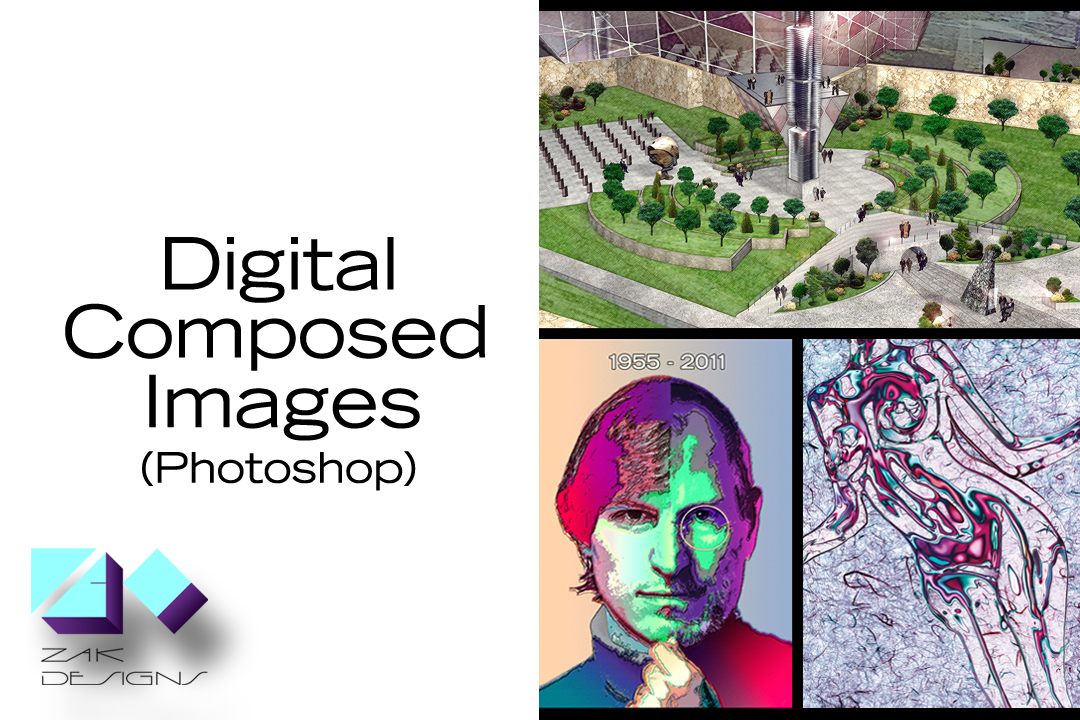 Digital
Composed
Images
(Photoshop)
ZAK
DESIGNS
1955 - 2011